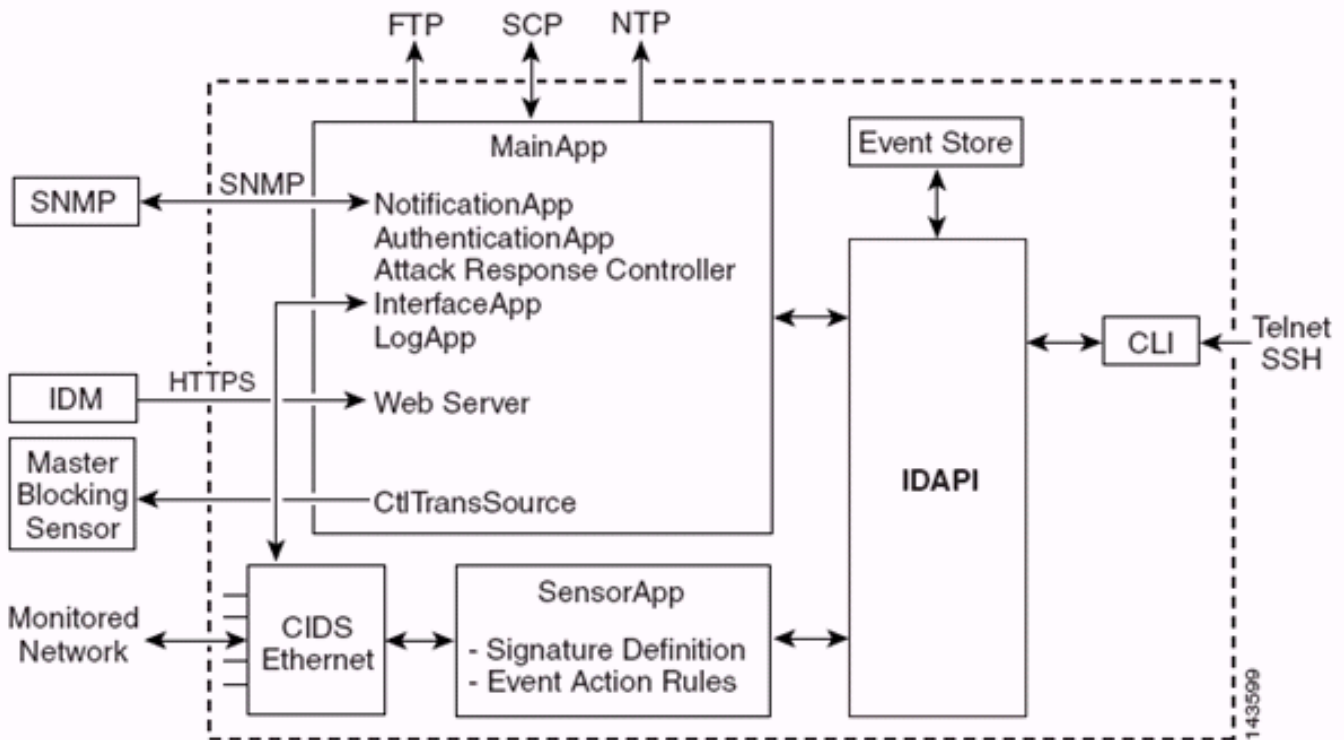 FTP
SCP
NTP
MainApp
Event Store
SNMP
SNMP
NotificationApp
AuthenticationApp
Attack Response Controller
InterfaceApp
LogApp
CLI
Telnet
SSH
IDM
HTTPS
Web Server
Master
Blocking
Sensor
CtlTransSource
IDAPI
Monitored
Network
CIDS
Ethernet
SensorApp
- Signature Definition
- Event Action Rules
143599